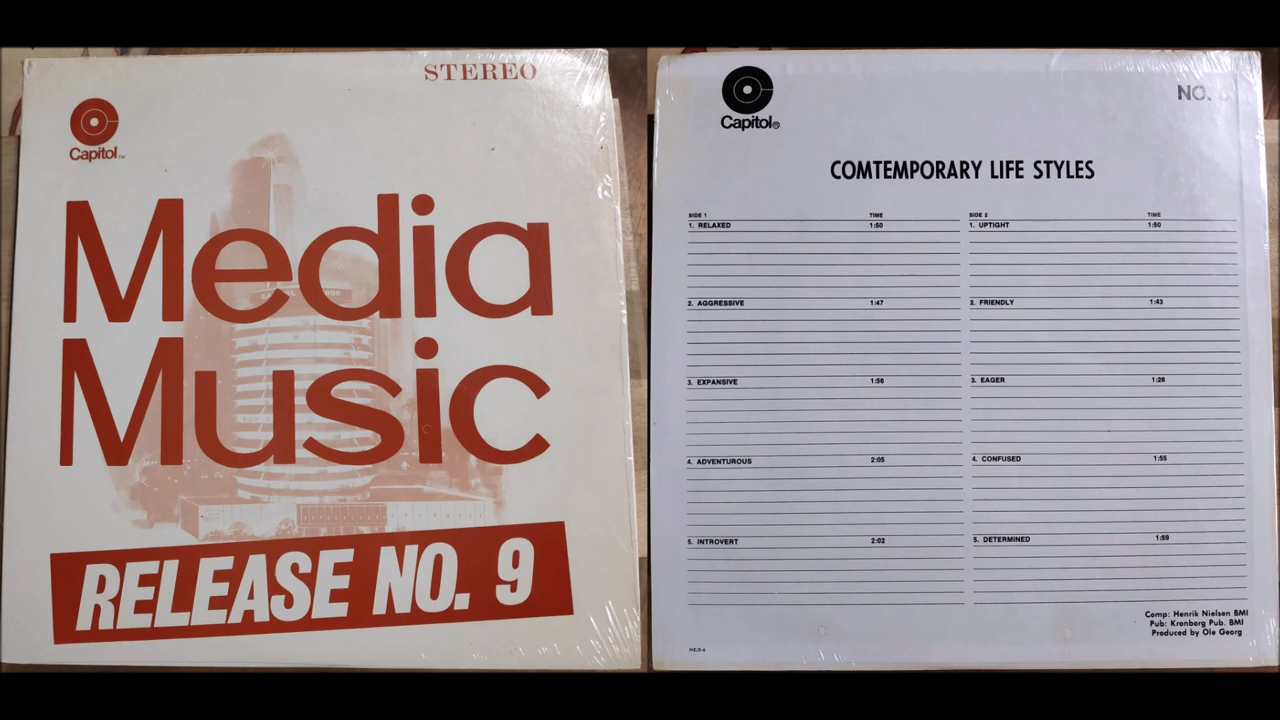 STEREO
Capitol™
Media
Music
RELEASE NO. 9
Capitol®
NO.
COMTEMPORARY LIFE STYLES
SIDE 1 TIME
1. RELAXED 1:50
2. AGGRESSIVE 1:47
3. EXPANSIVE 1:56
4. ADVENTUROUS 2:05
5. INTROVERT 2:02
SIDE 2 TIME
1. UPTIGHT 1:50
2. FRIENDLY 1:43
3. EAGER 1:28
4. CONFUSED 1:55
5. DETERMINED 1:59
Comp: Henrik Nielsen BMI
Pub: Kronborg Pub. BMI
Produced by Ole Georg